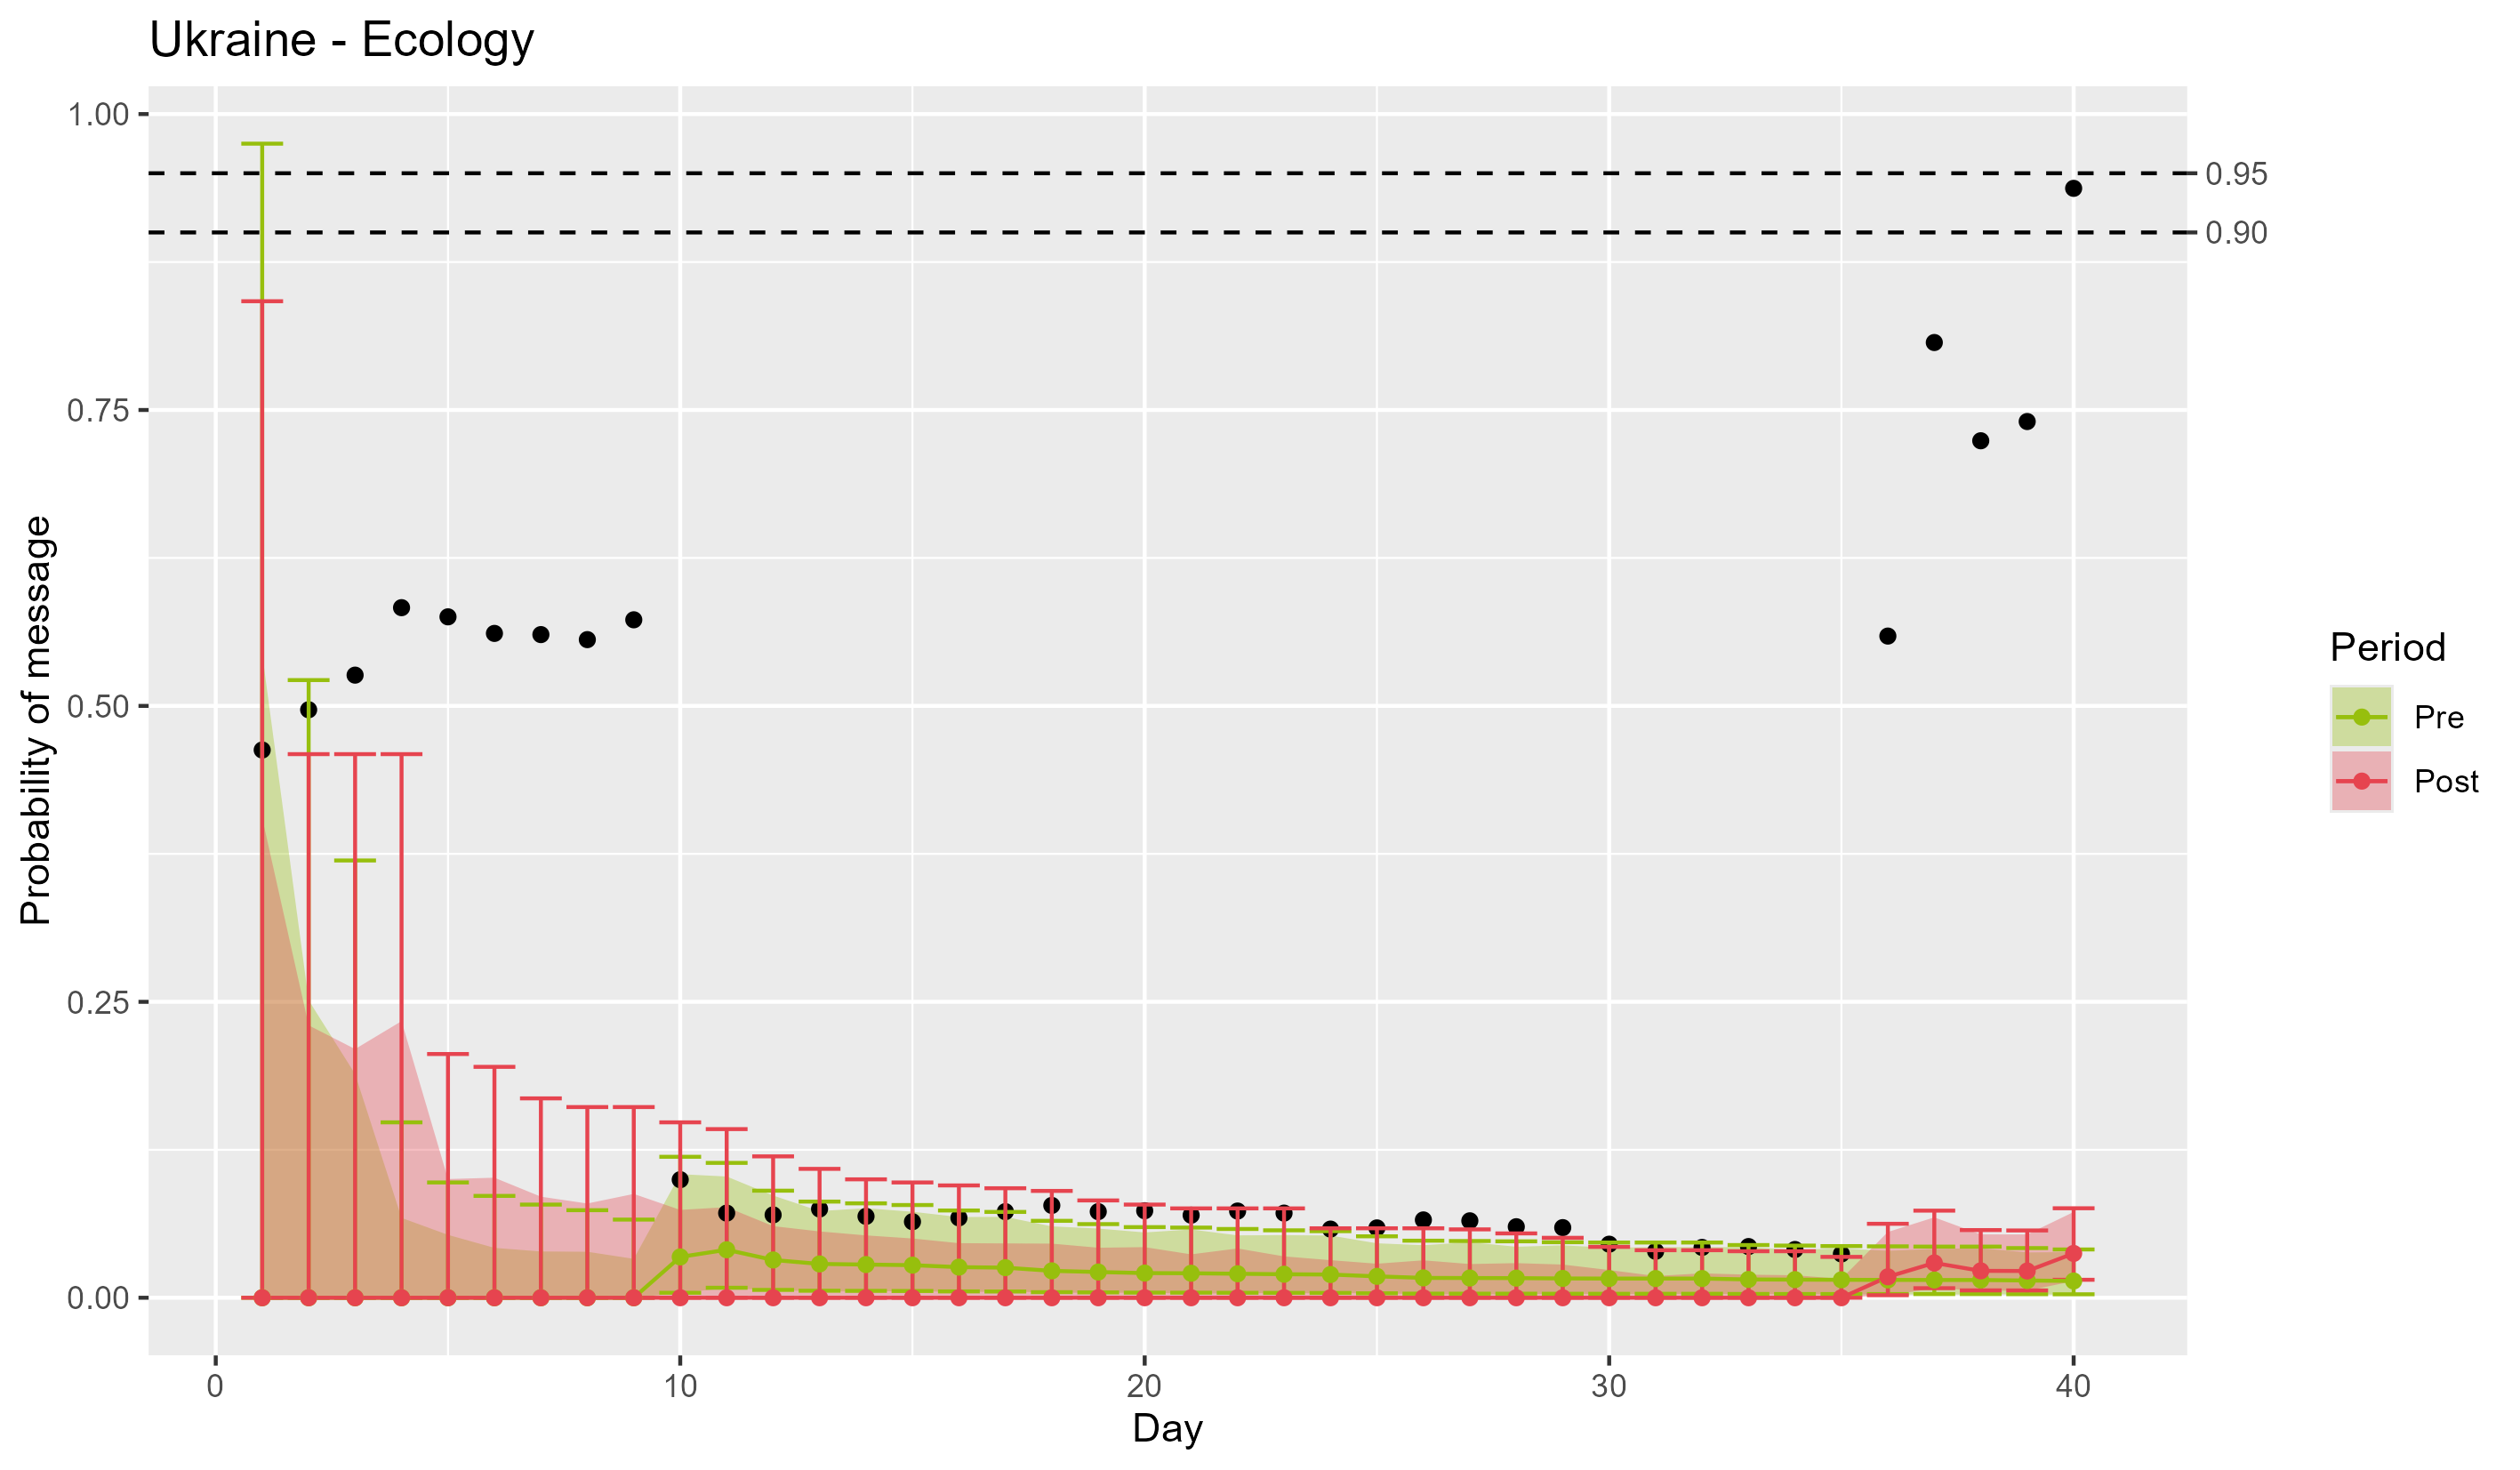 Ukraine - Ecology
1.00
0.75
0.50
0.25
0.00
Probability of message
0.95
0.90
0 10 20 30 40
Day
Period
Pre
Post